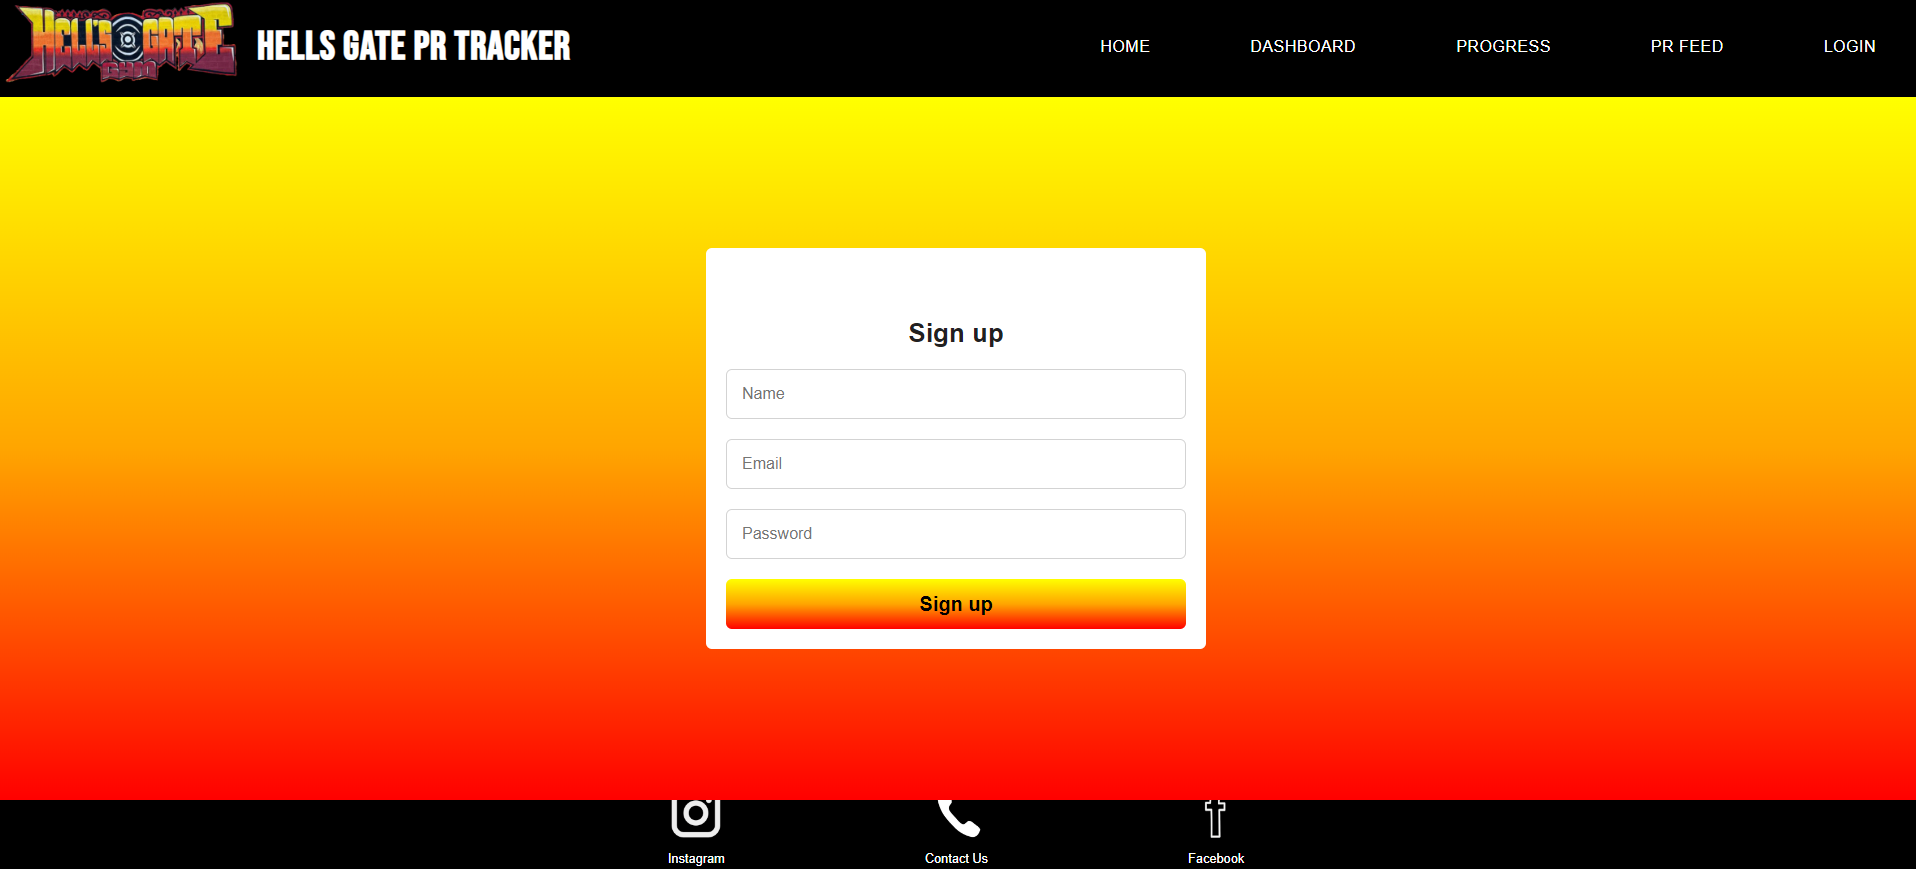 HELL'S GATE
GYM
HELLS GATE PR TRACKER
HOME
DASHBOARD
PROGRESS
PR FEED
LOGIN
Sign up
Name
Email
Password
Sign up
Instagram
Contact Us
Facebook